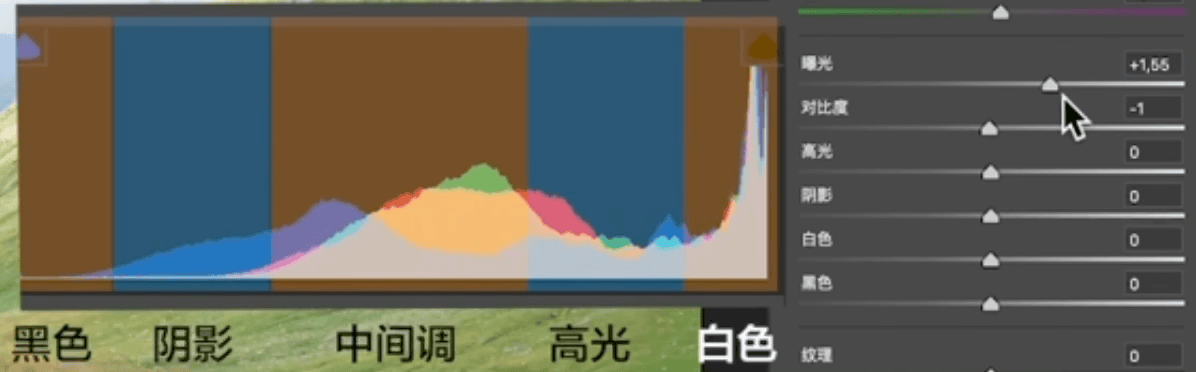 曝光 +1,55
对比度 -1
高光 0
阴影 0
白色 0
黑色 0
纹理 0
黑色 阴影 中间调 高光 白色